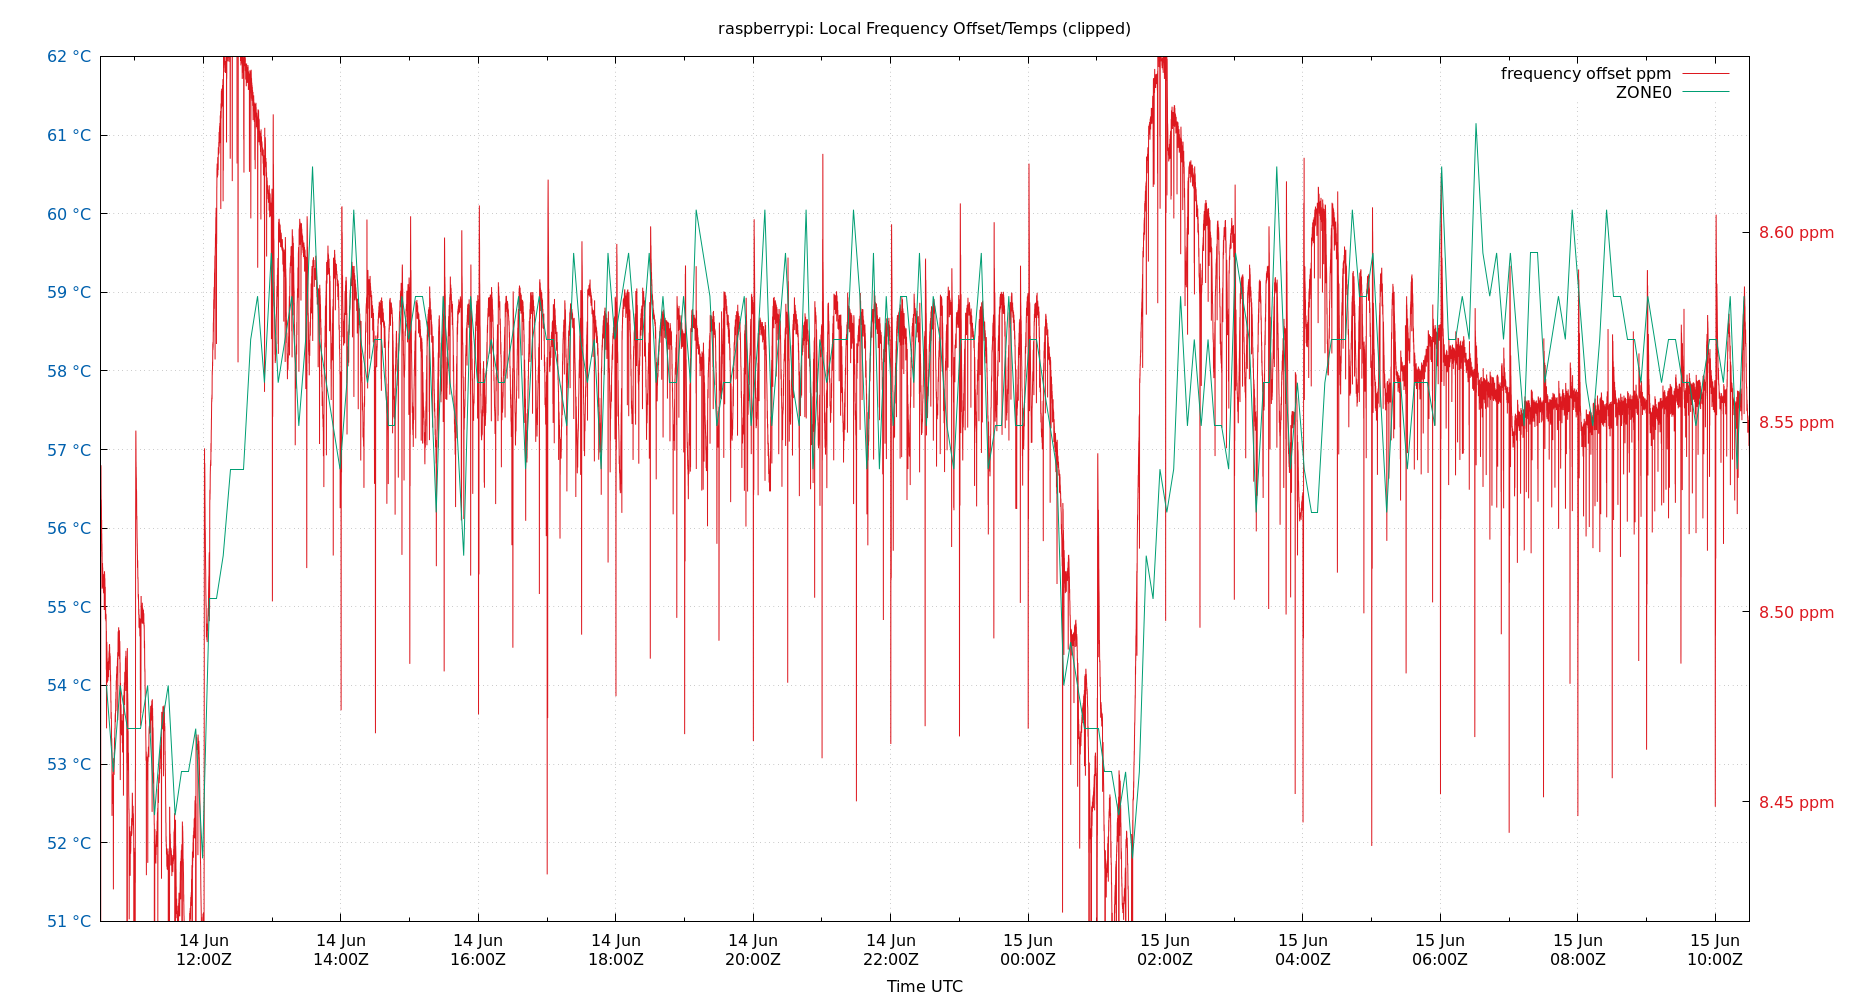 raspberrypi: Local Frequency Offset/Temps (clipped)
62 °C
61 °C
60 °C
59 °C
58 °C
57 °C
56 °C
55 °C
54 °C
53 °C
52 °C
51 °C
frequency offset ppm
ZONE0
8.60 ppm
8.55 ppm
8.50 ppm
8.45 ppm
14 Jun
12:00Z
14 Jun
14:00Z
14 Jun
16:00Z
14 Jun
18:00Z
14 Jun
20:00Z
14 Jun
22:00Z
15 Jun
00:00Z
15 Jun
02:00Z
15 Jun
04:00Z
15 Jun
06:00Z
15 Jun
08:00Z
15 Jun
10:00Z
Time UTC